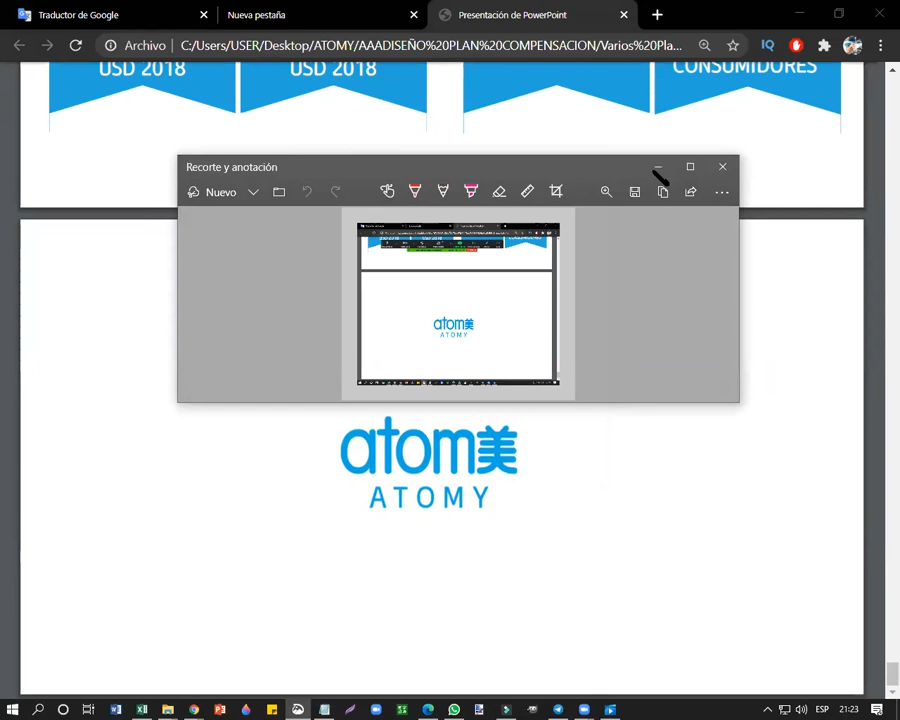 Traductor de Google
Nueva pestaña
Presentación de PowerPoint
Archivo
C:/Users/USER/Desktop/ATOMY/AAADISEÑO%20PLAN%20COMPENSACION/Varios%20Pla...
IQ
USD 2018
USD 2018
CONSUMIDORES
Recorte y anotación
Nuevo
atom美
ATOMY
atom美
ATOMY
ESP
21:23